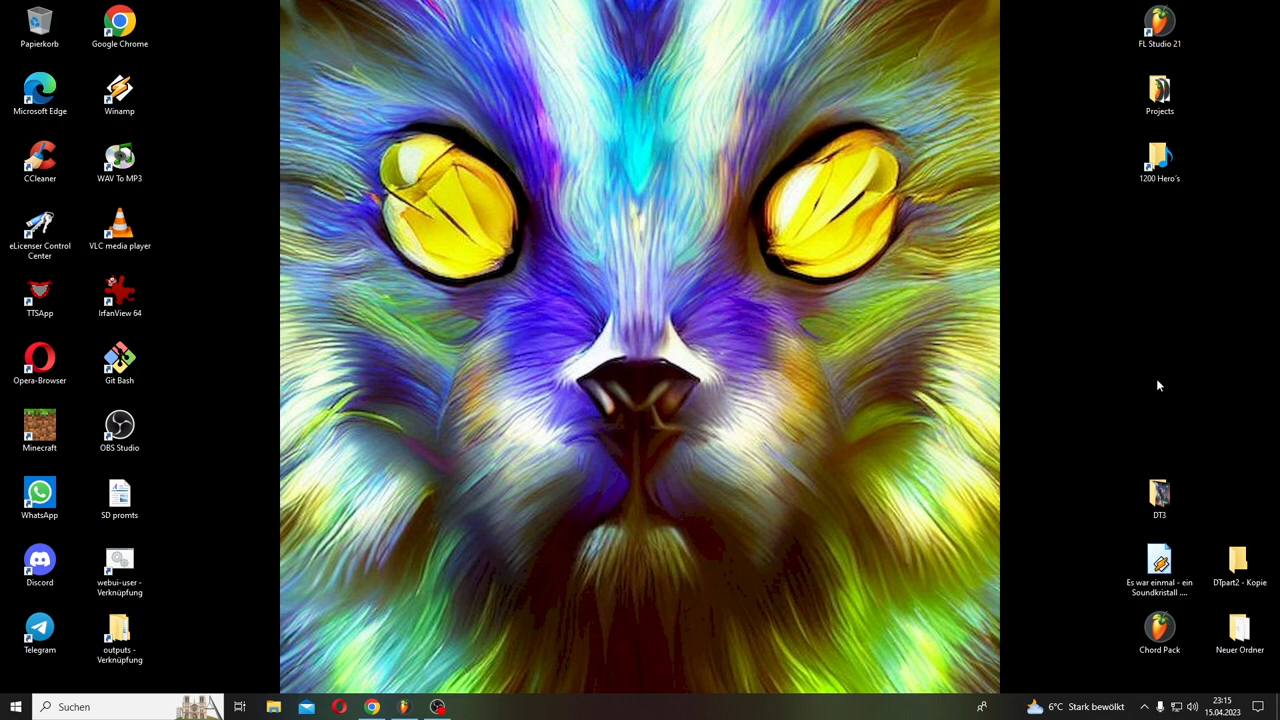 Papierkorb
Google Chrome
Microsoft Edge
Winamp
CCleaner
WAV To MP3
eLicenser Control
Center
VLC media player
TTSApp
IrfanView 64
Opera-Browser
Git Bash
Minecraft
OBS Studio
WhatsApp
SD promts
Discord
webui-user -
Verknüpfung
Telegram
outputs -
Verknüpfung
FL Studio 21
Projects
1200 Hero´s
DT3
Es war einmal - ein
Soundkristall ....
DTpart2 - Kopie
Chord Pack
Neuer Ordner
Suchen
6°C Stark bewölkt
23:15
15.04.2023